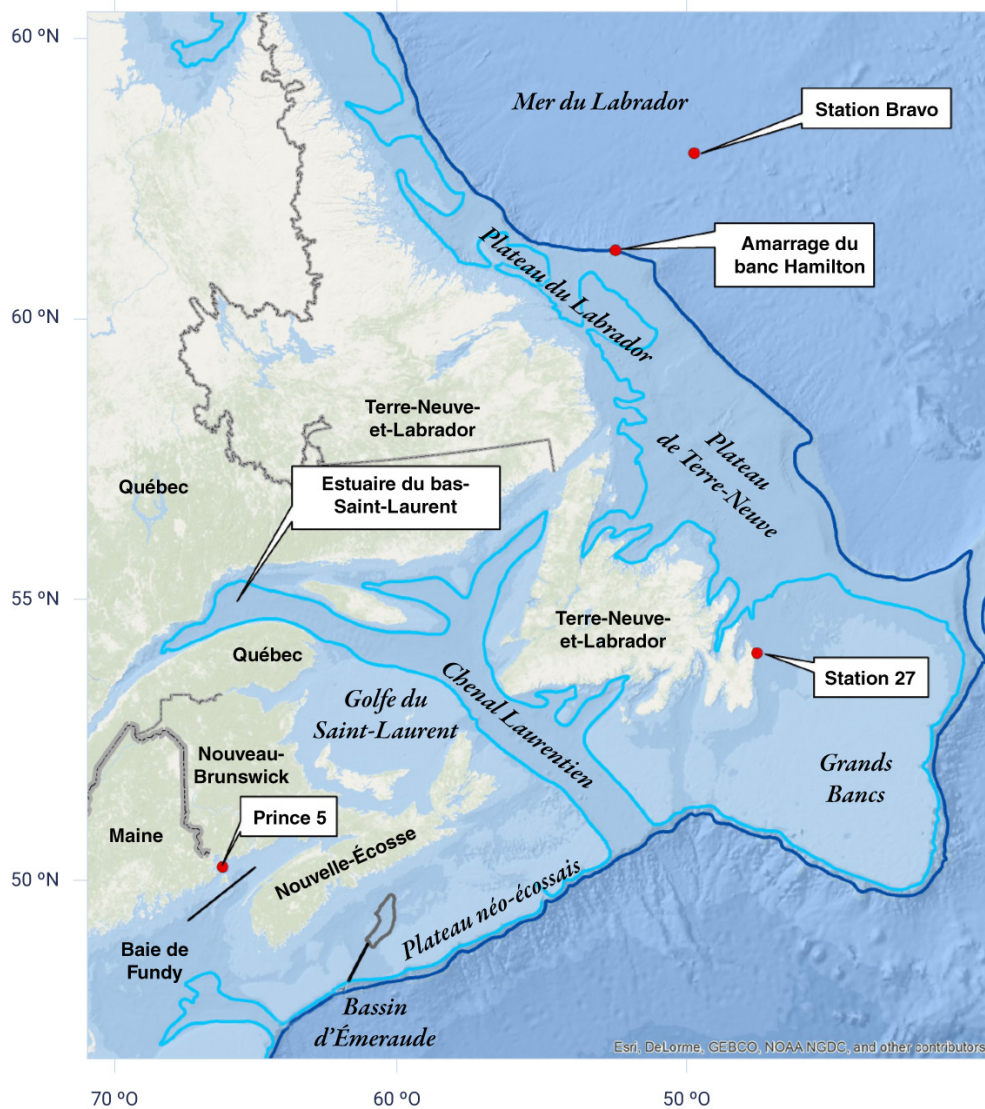 60 ºN
Mer du Labrador
Station Bravo
Amarrage du
banc Hamilton
Plateau du Labrador
60 ºN
Terre-Neuve-
et-Labrador
Plateau
de Terre-Neuve
Québec
Estuaire du bas-
Saint-Laurent
55 ºN
Terre-Neuve-
et-Labrador
Québec
Station 27
Golfe du
Saint-Laurent
Chenal Laurentien
Nouveau-
Brunswick
Grands
Bancs
Prince 5
Maine
Nouvelle-Écosse
50 ºN
Plateau néo-écossais
Baie de
Fundy
Bassin
d'Émeraude
Esri, DeLorme, GEBCO, NOAA NGDC, and other contributors
70 ºO
60 ºO
50 ºO